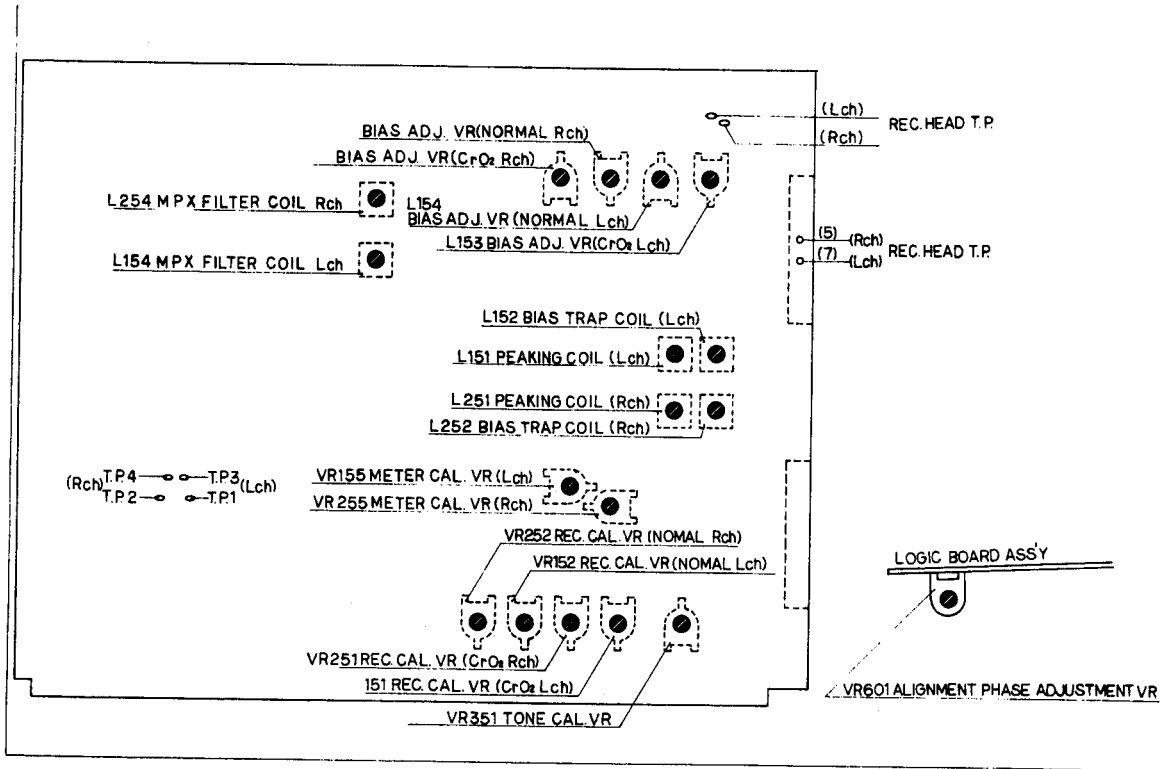 (Lch)
REC. HEAD T.P.
(Rch)
BIAS ADJ. VR(NORMAL Rch)
BIAS ADJ. VR(CrO2 Rch)
L254 MPX FILTER COIL Rch
L154
BIAS ADJ. VR (NORMAL Lch)
L153 BIAS ADJ. VR(CrO2 Lch)
(5)
(Rch)
(7)
(Lch)
REC. HEAD T.P.
L154 MPX FILTER COIL Lch
L152 BIAS TRAP COIL (Lch)
L151 PEAKING COIL (Lch)
L251 PEAKING COIL (Rch)
L252 BIAS TRAP COIL (Rch)
(Rch)
T.P.4
T.P.3
(Lch)
T.P.2
T.P.1
VR155 METER CAL. VR (Lch)
VR255 METER CAL. VR (Rch)
VR252 REC. CAL. VR (NOMAL Rch)
VR152 REC. CAL. VR (NOMAL Lch)
LOGIC BOARD ASS'Y
VR251 REC. CAL. VR (CrO2 Rch)
151 REC. CAL. VR (CrO2 Lch)
VR601 ALIGNMENT PHASE ADJUSTMENT VR
VR351 TONE CAL. VR